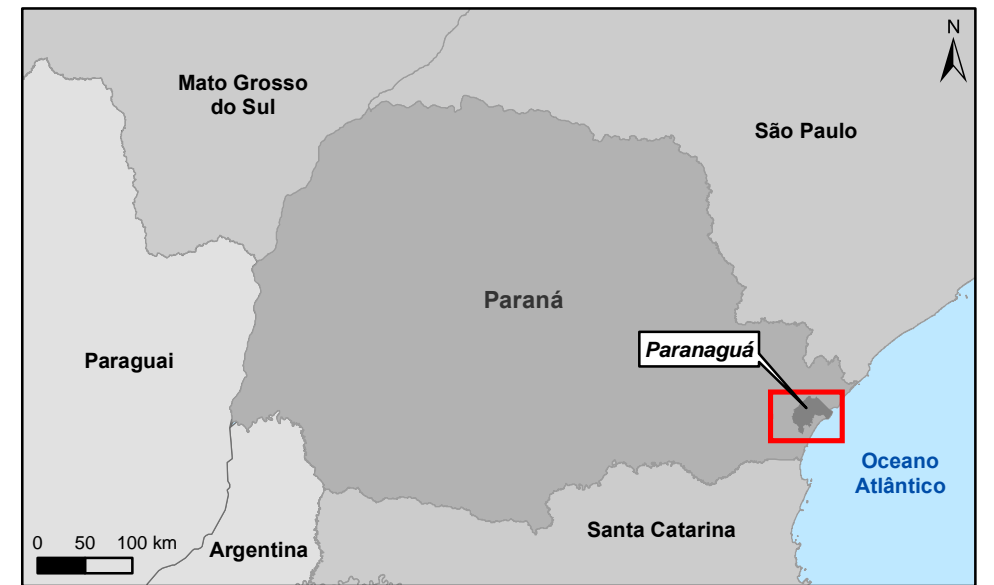 N
Mato Grosso
do Sul
São Paulo
Paraná
Paranaguá
Paraguai
Oceano
Atlântico
Santa Catarina
0 50 100 km
Argentina